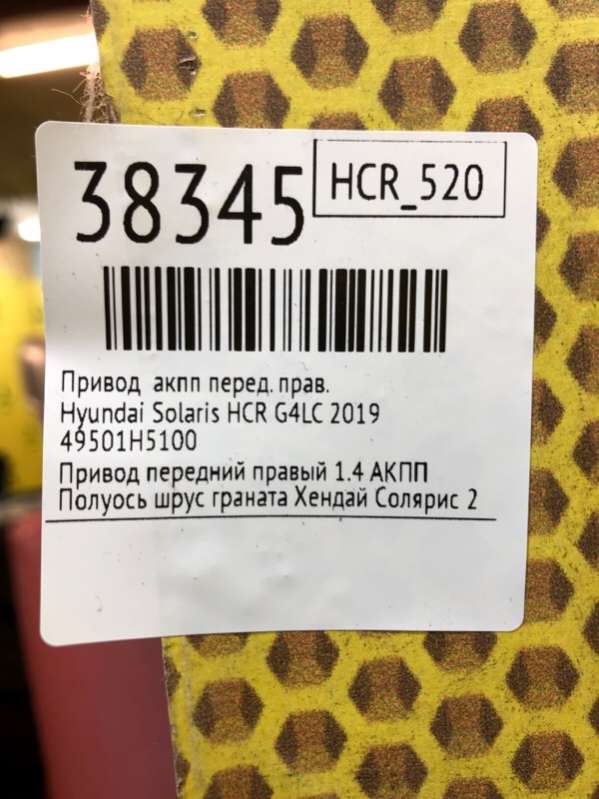 38345
HCR_520
Привод акпп перед. прав.
Hyundai Solaris HCR G4LC 2019
49501H5100
Привод передний правый 1.4 АКПП
Полуось шрус граната Хендай Солярис 2